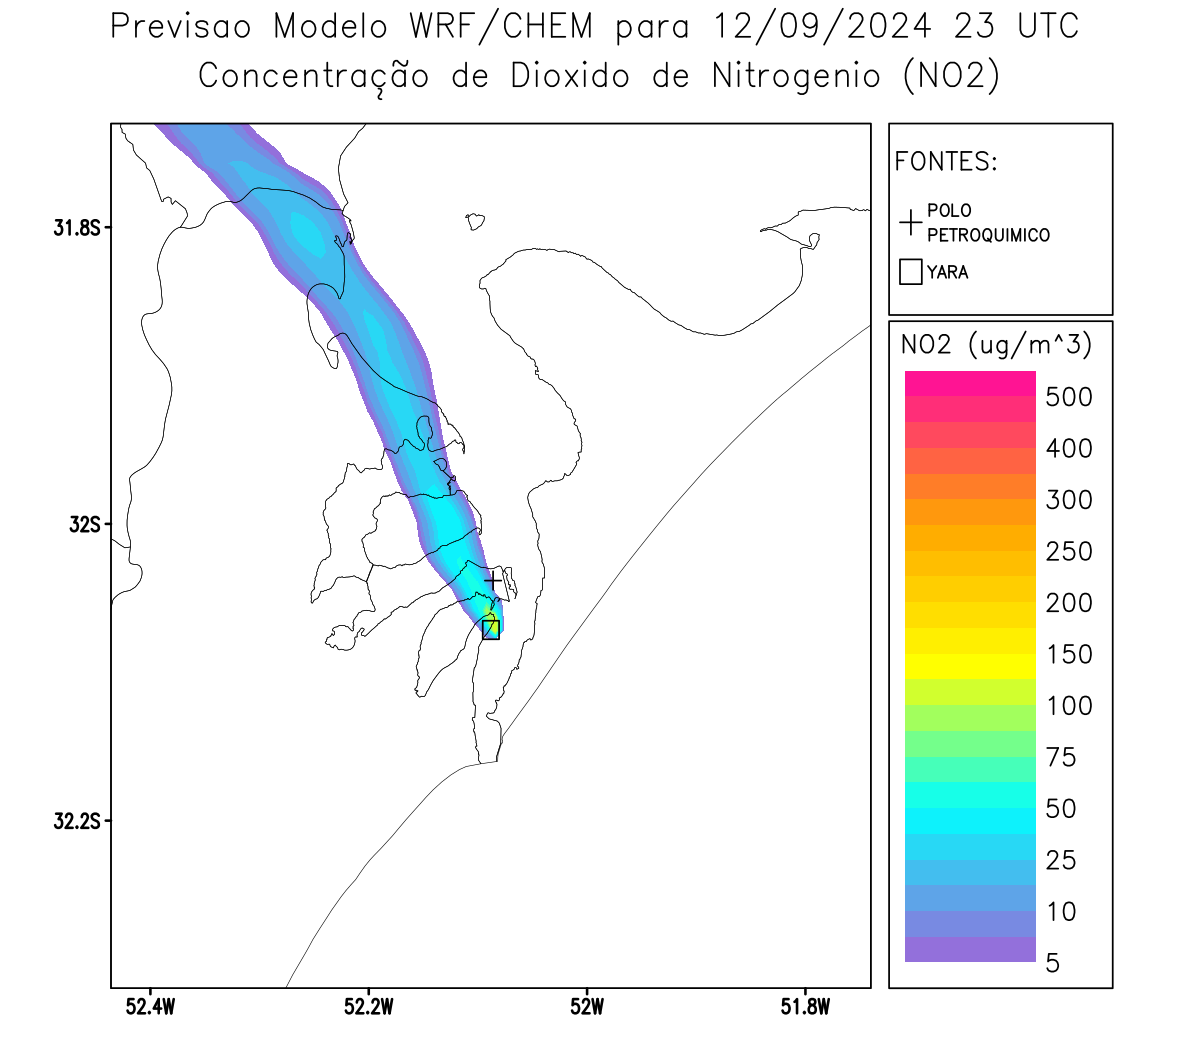 Previsao Modelo WRF/CHEM para 12/09/2024 23 UTC
Concentração de Dioxido de Nitrogenio (NO2)
FONTES:
POLO
PETROQUIMICO
YARA
NO2 (ug/m^3)
500
400
300
250
200
150
100
75
50
25
10
5
31.8S
32S
32.2S
52.4W
52.2W
52W
51.8W